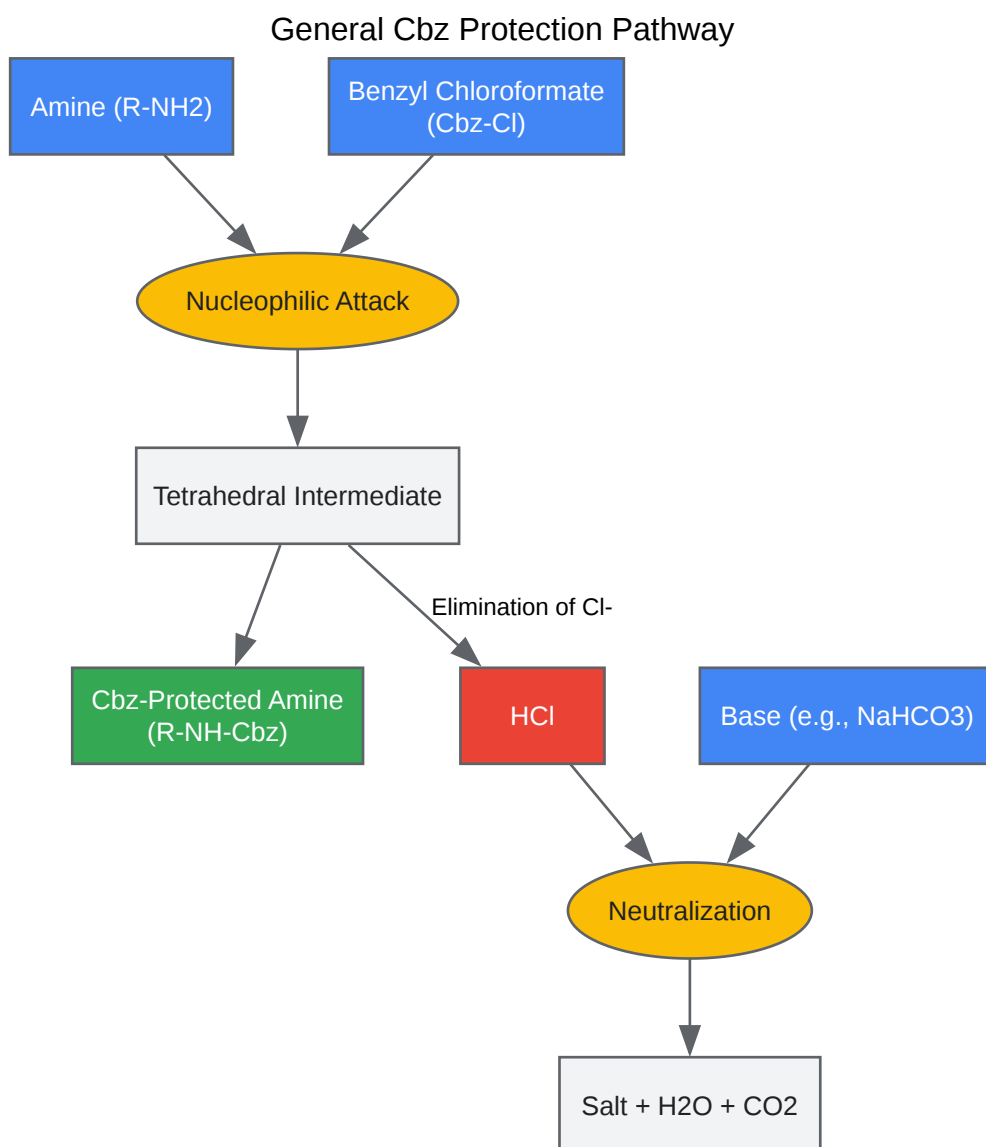 General Cbz Protection Pathway
Amine (R-NH2)
Benzyl Chloroformate
(Cbz-Cl)
Nucleophilic Attack
Tetrahedral Intermediate
Elimination of Cl-
Cbz-Protected Amine
(R-NH-Cbz)
HCl
Base (e.g., NaHCO3)
Neutralization
Salt + H2O + CO2